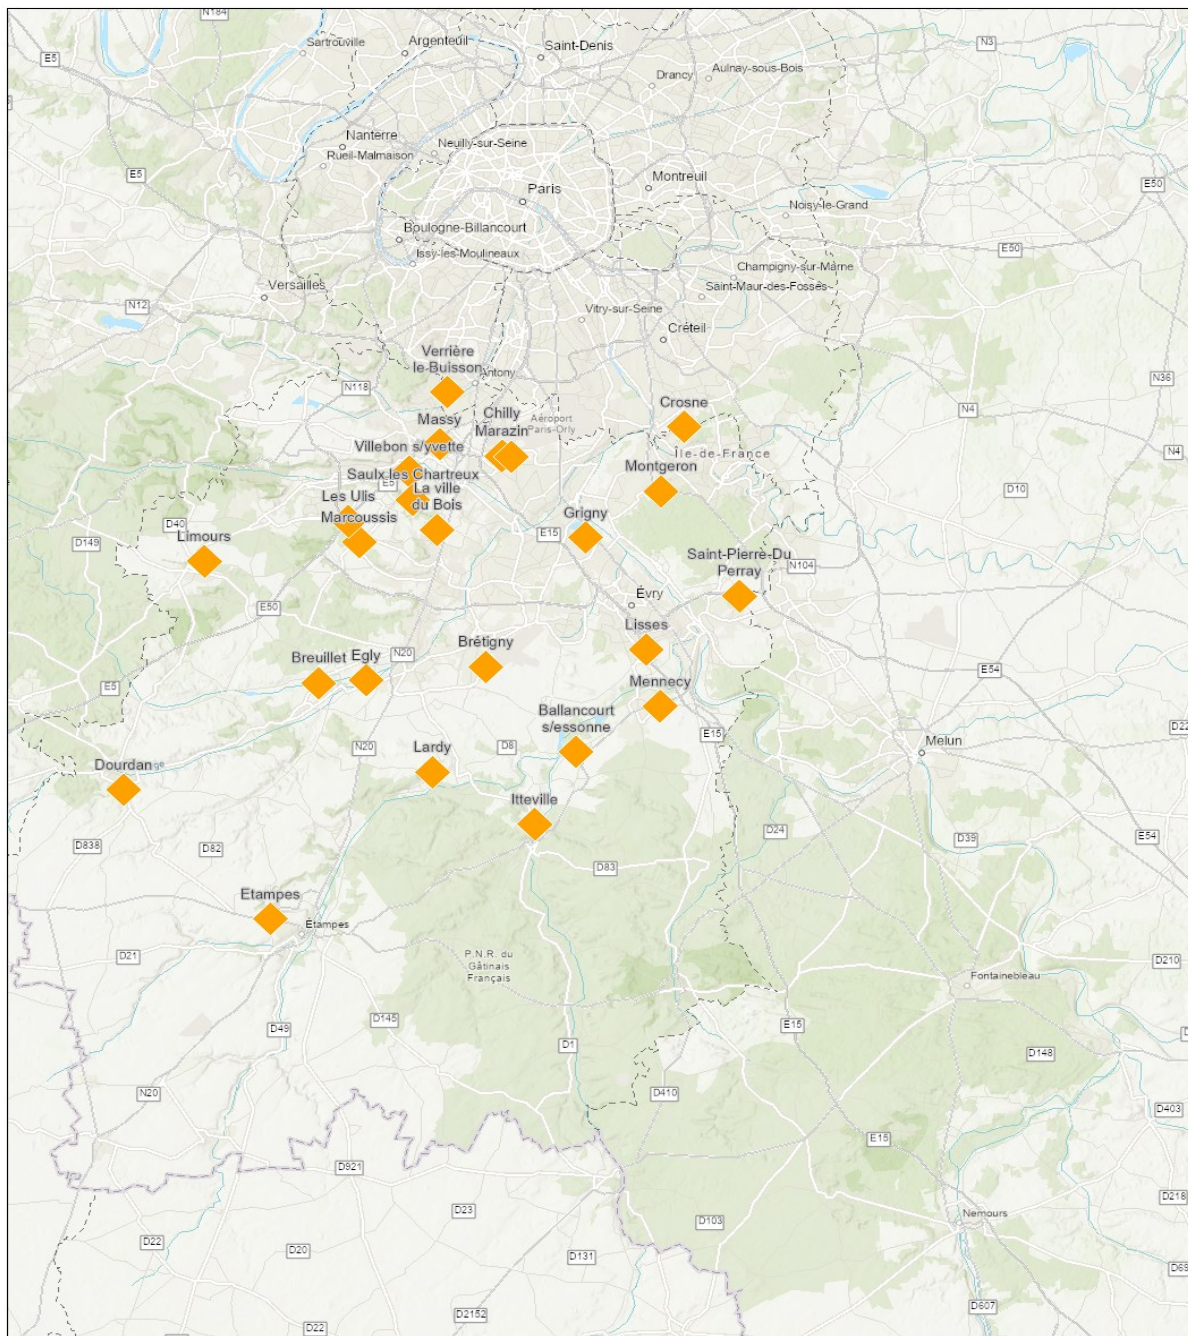 N184
Sartrouville
Argenteuil
Saint-Denis
N3
E5
Drancy
Aulnay-sous-Bois
Nanterre
Neuilly-sur-Seine
Rueil-Malmaison
E5
Paris
Montreuil
E50
Noisy-le-Grand
Boulogne-Billancourt
Issy-les-Moulineaux
E50
Champigny-sur-Marne
Versailles
Saint-Maur-des-Fossés
N12
Vitry-sur-Seine
Créteil
Verrière
le-Buisson
Antony
N118
N36
Crosne
N4
Massy
Chilly
Marazin
Aéroport
Paris-Orly
Villebon s/yvette
Île-de-France
N4
Montgeron
Saulx les Chartreux
E5
La ville
du Bois
D10
Les Ulis
Marcoussis
Grigny
D40
Limours
E15
D149
Saint-Pierre-Du
Perray
N104
Évry
E50
Lisses
Brétigny
N20
Breuillet
Egly
E54
E5
Mennecy
Ballancourt
s/essonne
D22
E15
N20
D8
Melun
Lardy
Dourdan
Itteville
D24
E54
D838
D82
D39
D83
Etampes
Étampes
D21
P.N.R. du
Gâtinais
Français
D210
Fontainebleau
D145
D49
E15
D1
D148
N20
D410
D403
E15
D921
D218
D23
D103
Nemours
D22
D20
D131
D2152
D607
D22